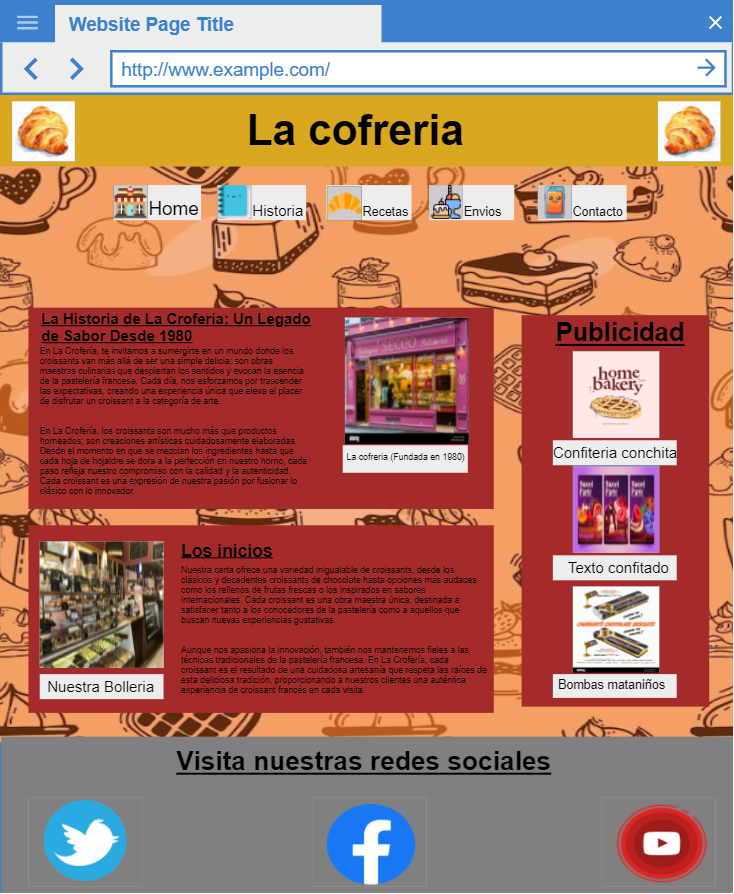 Website Page Title
http://www.example.com/
La cofreria
Home
Historia
Recetas
Envios
Contacto
La Historia de La Crofería: Un Legado
de Sabor Desde 1980
En La Crofería, te invitamos a sumergirte en un mundo donde los
croissants van más allá de ser una simple delicia; son obras
maestras culinarias que despiertan los sentidos y evocan la esencia
de la pastelería francesa. Cada día, nos esforzamos por trascender
las expectativas, creando una experiencia única que eleva el placer
de disfrutar un croissant a la categoría de arte.
En La Crofería, los croissants son mucho más que productos
horneados; son creaciones artísticas cuidadosamente elaboradas.
Desde el momento en que se mezclan los ingredientes hasta que
cada hoja de hojaldre se dora a la perfección en nuestro horno, cada
paso refleja nuestro compromiso con la calidad y la autenticidad.
Cada croissant es una expresión de nuestra pasión por fusionar lo
clásico con lo innovador.
SECCO
La cofreria (Fundada en 1980)
Los inicios
Nuestra carta ofrece una variedad inigualable de croissants, desde los
clásicos y decadentes croissants de chocolate hasta opciones más audaces
como los rellenos de frutas frescas o los inspirados en sabores
internacionales. Cada croissant es una obra maestra única, destinada a
satisfacer tanto a los conocedores de la pastelería como a aquellos que
buscan nuevas experiencias gustativas.
Aunque nos apasiona la innovación, también nos mantenemos fieles a las
técnicas tradicionales de la pastelería francesa. En La Crofería, cada
croissant es el resultado de una cuidadosa artesanía que respeta las raíces de
esta deliciosa tradición, proporcionando a nuestros clientes una auténtica
experiencia de croissant francés en cada visita.
Nuestra Bolleria
Publicidad
home
bakery
Confiteria conchita
Sweet Sweet Sweet
Party Party Party
Texto confitado
Bombas mataniños
Visita nuestras redes sociales